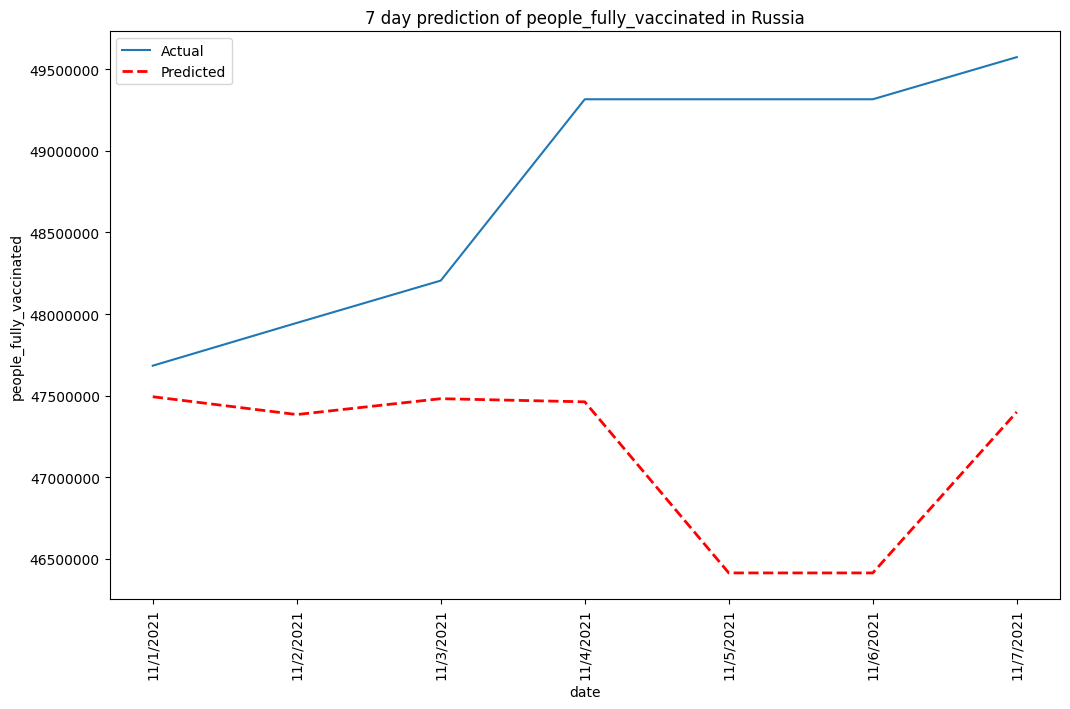 7 day prediction of people_fully_vaccinated in Russia
Actual
Predicted
49500000
49000000
48500000
48000000
47500000
47000000
46500000
people_fully_vaccinated
11/1/2021
11/2/2021
11/3/2021
11/4/2021
11/5/2021
11/6/2021
11/7/2021
date